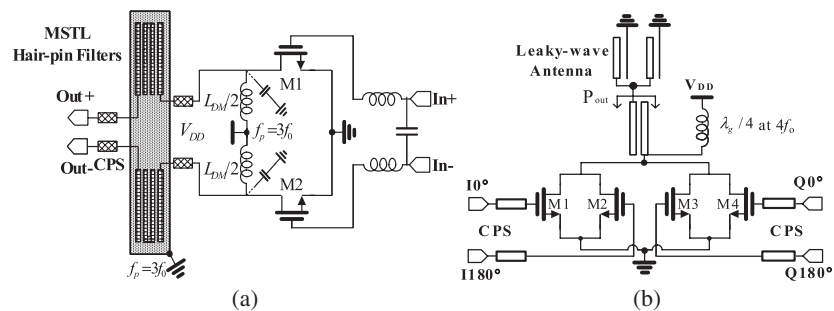 MSTL
Hair-pin Filters
Out+
Out-
CPS
V_DD
L_DM/2
L_DM/2
f_p=3f_0
f_p=3f_0
M1
M2
In+
In-
(a)
Leaky-wave
Antenna
P_out
V_DD
λ_g /4 at 4f_o
I0°
I180°
CPS
M1
M2
M3
M4
CPS
Q0°
Q180°
(b)